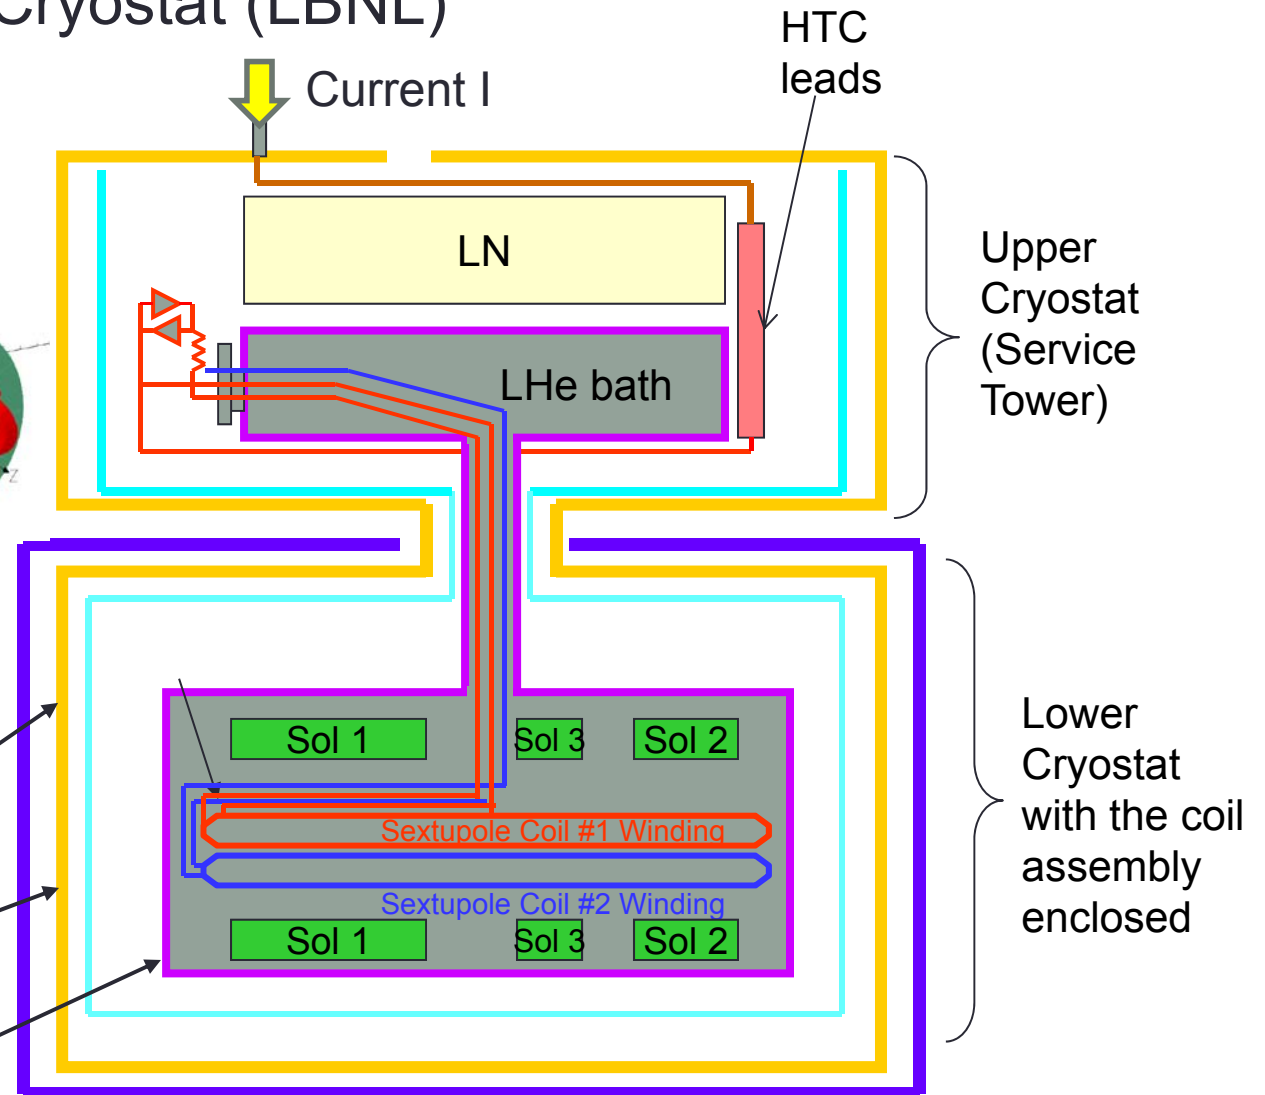 Cryostat (LBNL)
HTC
leads
Current I
LN
Upper
Cryostat
(Service
Tower)
LHe bath
z
Sol 1
Sol 3
Sol 2
Lower
Cryostat
with the coil
assembly
enclosed
Sextupole Coil #1 Winding
Sextupole Coil #2 Winding
Sol 1
Sol 3
Sol 2